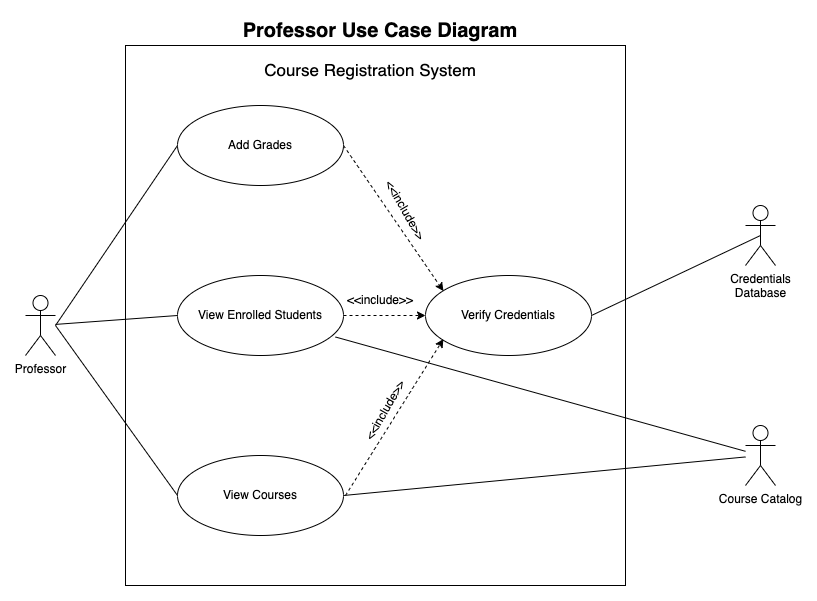 Professor Use Case Diagram
Course Registration System
Add Grades
<<include>>
View Enrolled Students
<<include>>
Verify Credentials
Credentials
Database
Professor
<<include>>
View Courses
Course Catalog